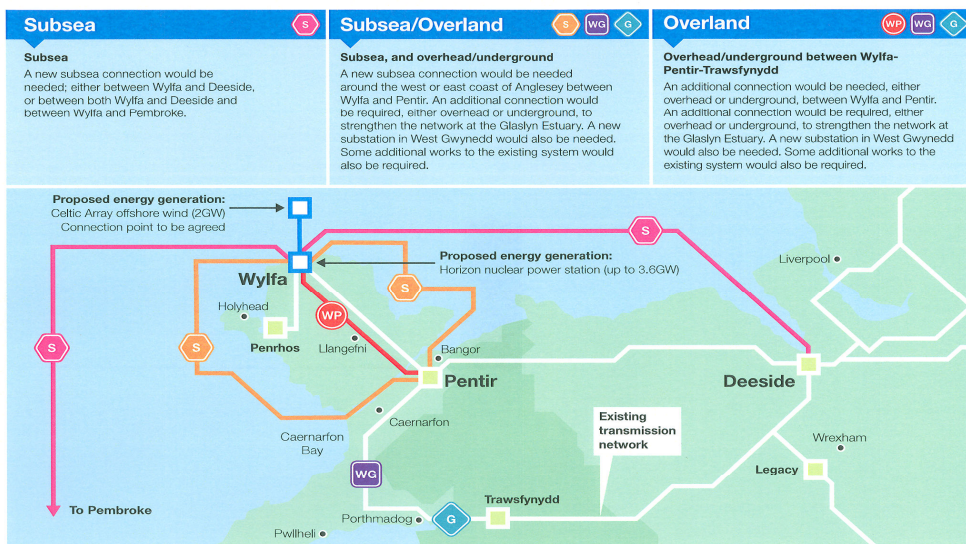 Subsea
S
Subsea
A new subsea connection would be
needed; either between Wylfa and Deeside,
or between both Wylfa and Deeside and
between Wylfa and Pembroke.
Subsea/Overland
S WG G
Subsea, and overhead/underground
A new subsea connection would be needed
around the west or east coast of Anglesey between
Wylfa and Pentir. An additional connection would
be required, either overhead or underground, to
strengthen the network at the Glaslyn Estuary. A new
substation in West Gwynedd would also be needed.
Some additional works to the existing system would
also be required.
Overland
WP WG G
Overhead/underground between Wylfa-
Pentir-Trawsfynydd
An additional connection would be needed, either
overhead or underground, between Wylfa and Pentir.
An additional connection would be required, either
overhead or underground, to strengthen the network at
the Glaslyn Estuary. A new substation in West Gwynedd
would also be needed. Some additional works to the
existing system would also be required.
Proposed energy generation:
Celtic Array offshore wind (2GW)
Connection point to be agreed
S
Proposed energy generation:
Horizon nuclear power station (up to 3.6GW)
Liverpool
Wylfa
S
Holyhead
WP
Penrhos
Llangefni
S
S
Bangor
Pentir
Deeside
Caernarfon
Existing
transmission
network
Caernarfon
Bay
Wrexham
WG
Legacy
Trawsfynydd
To Pembroke
Porthmadog
G
Pwllheli